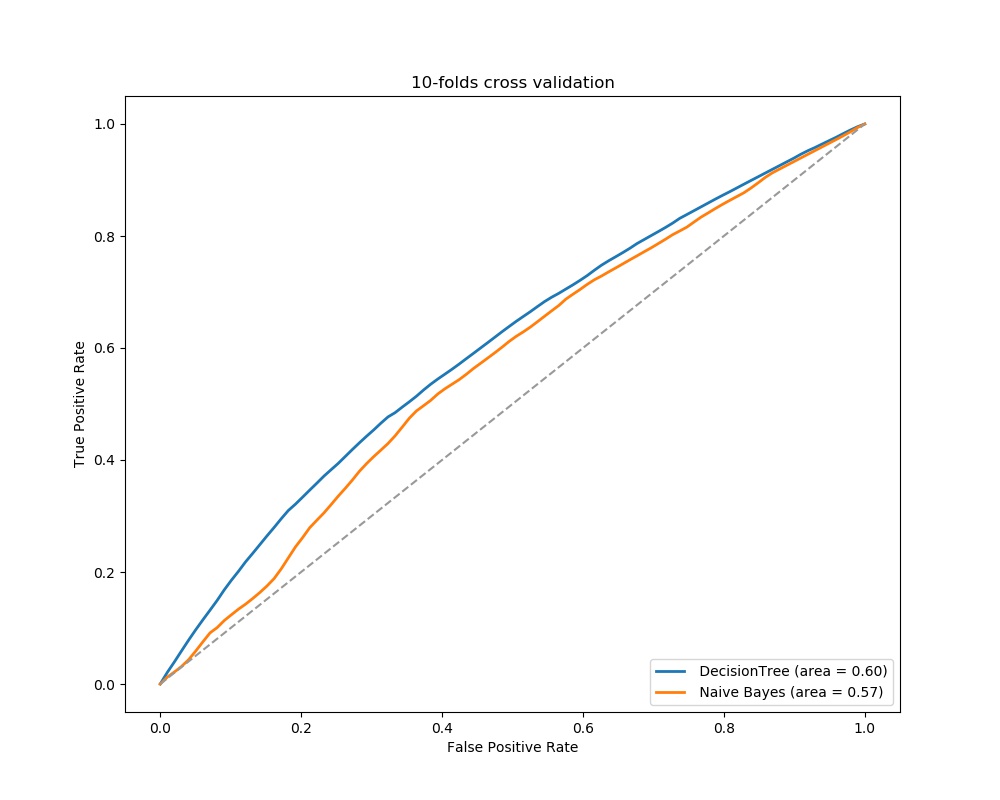 10-folds cross validation
True Positive Rate
1.0
0.8
0.6
0.4
0.2
0.0
DecisionTree (area = 0.60)
Naive Bayes (area = 0.57)
0.0 0.2 0.4 0.6 0.8 1.0
False Positive Rate